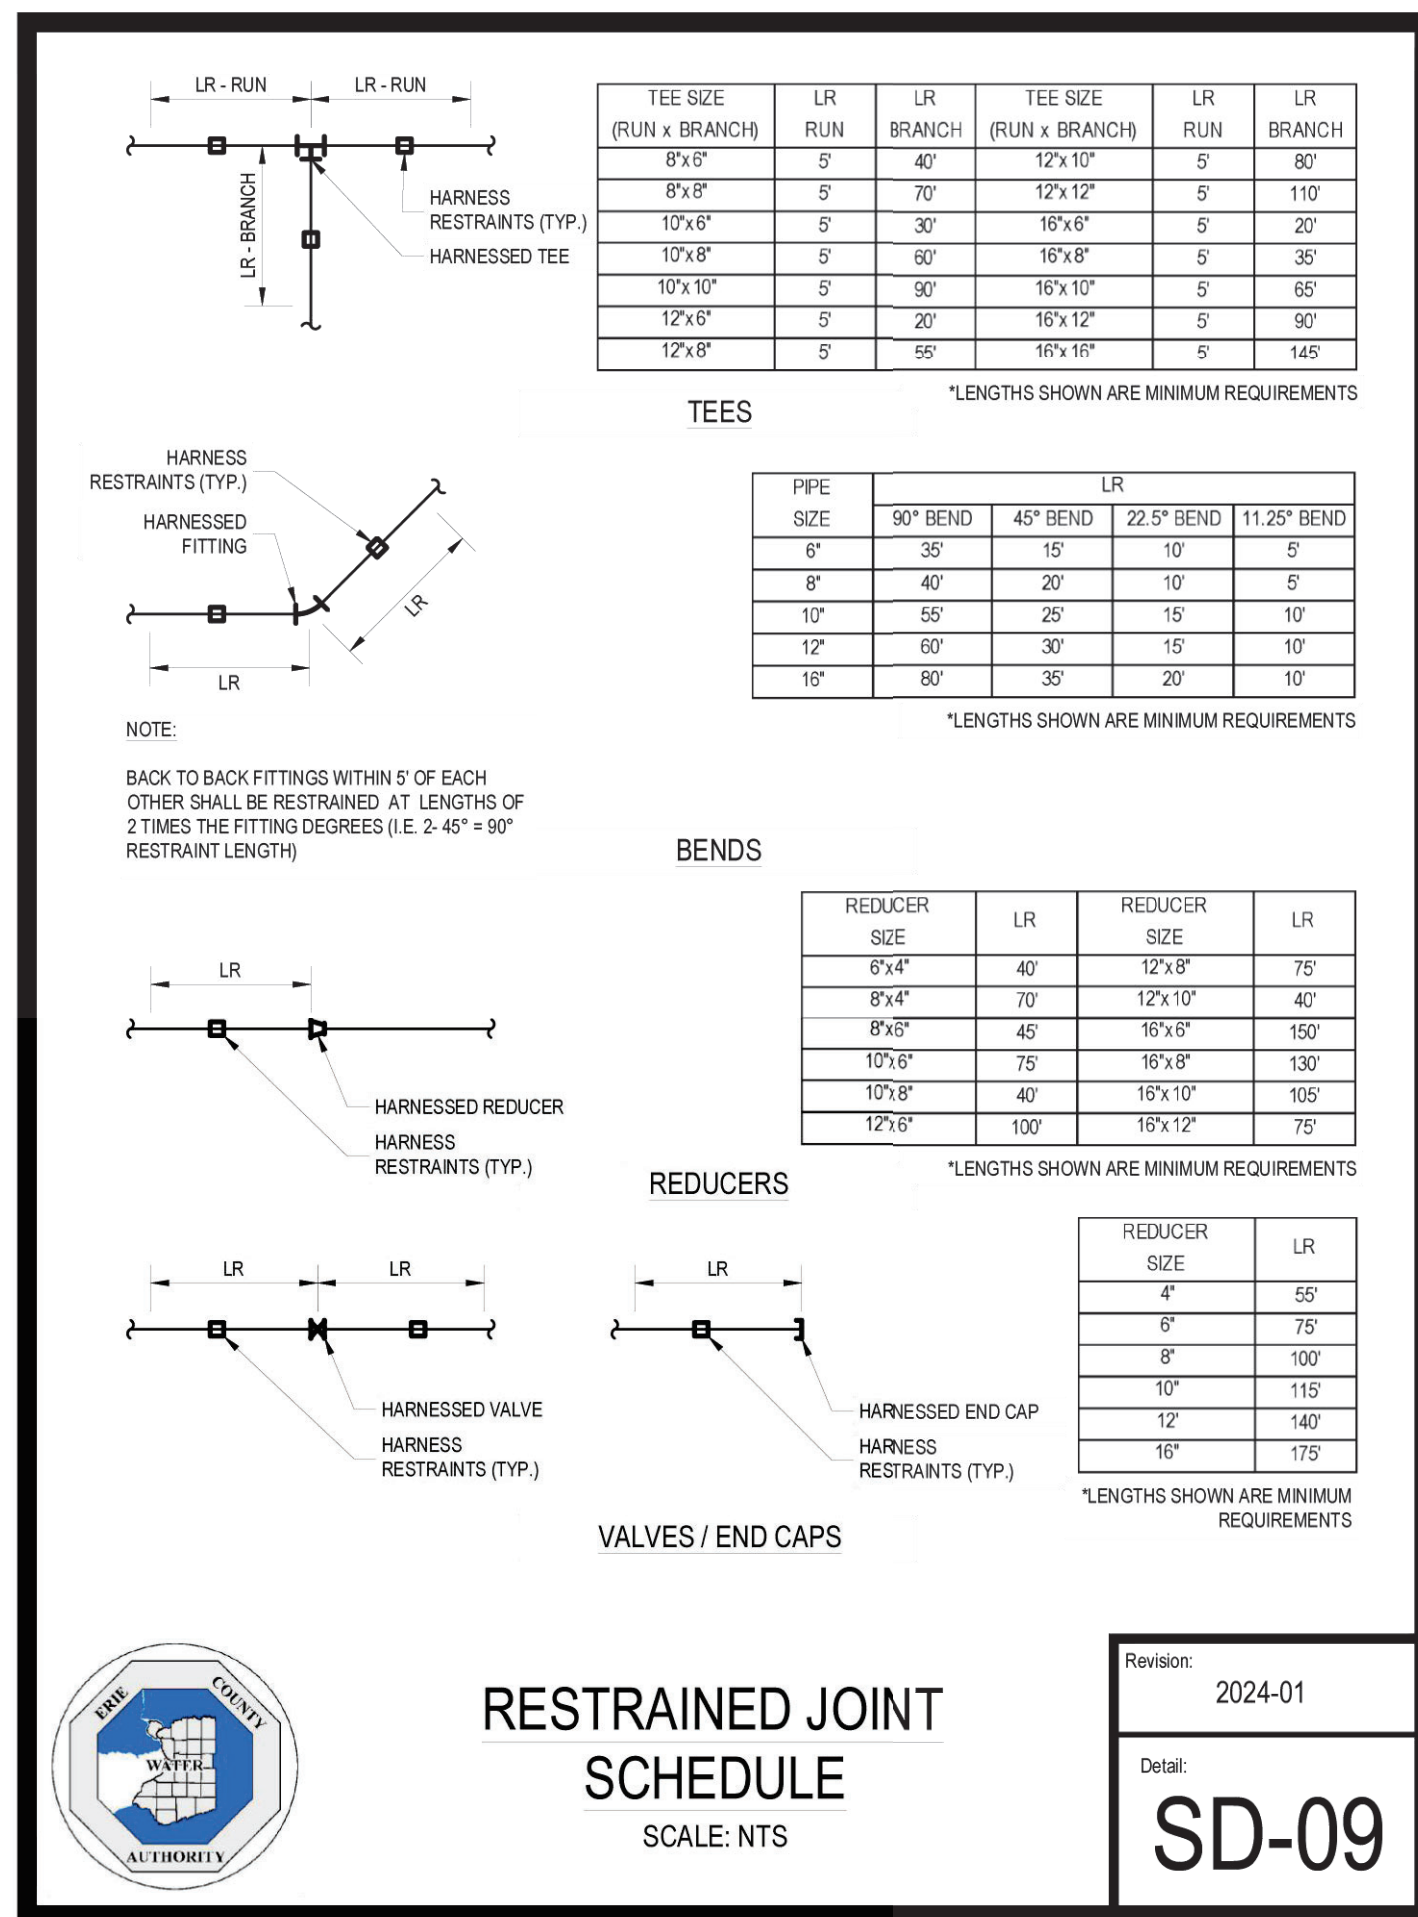 LR - RUN LR - RUN
LR - BRANCH
HARNESS
RESTRAINTS (TYP.)
HARNESSED TEE
TEE SIZE LR LR TEE SIZE LR LR
(RUN x BRANCH) RUN BRANCH (RUN x BRANCH) RUN BRANCH
8"x 6" 5' 40' 12"x 10" 5' 80'
8"x 8" 5' 70' 12"x 12" 5' 110'
10"x 6" 5' 30' 16"x 6" 5' 20'
10"x 8" 5' 60' 16"x 8" 5' 35'
10"x 10" 5' 90' 16"x 10" 5' 65'
12"x 6" 5' 20' 16"x 12" 5' 90'
12"x 8" 5' 55' 16"x 16" 5' 145'
*LENGTHS SHOWN ARE MINIMUM REQUIREMENTS
TEES
HARNESS
RESTRAINTS (TYP.)
HARNESSED
FITTING
LR
LR
PIPE LR
SIZE 90° BEND 45° BEND 22.5° BEND 11.25° BEND
6" 35' 15' 10' 5'
8" 40' 20' 10' 5'
10" 55' 25' 15' 10'
12" 60' 30' 15' 10'
16" 80' 35' 20' 10'
*LENGTHS SHOWN ARE MINIMUM REQUIREMENTS
NOTE:
BACK TO BACK FITTINGS WITHIN 5' OF EACH
OTHER SHALL BE RESTRAINED AT LENGTHS OF
2 TIMES THE FITTING DEGREES (I.E. 2- 45° = 90°
RESTRAINT LENGTH)
BENDS
LR
HARNESSED REDUCER
HARNESS
RESTRAINTS (TYP.)
REDUCER LR REDUCER LR
SIZE SIZE
6"x 4" 40' 12"x 8" 75'
8"x 4" 70' 12"x 10" 40'
8"x 6" 45' 16"x 6" 150'
10"x 6" 75' 16"x 8" 130'
10"x 8" 40' 16"x 10" 105'
12"x 6" 100' 16"x 12" 75'
*LENGTHS SHOWN ARE MINIMUM REQUIREMENTS
REDUCERS
LR LR
HARNESSED VALVE
HARNESS
RESTRAINTS (TYP.)
LR
HARNESSED END CAP
HARNESS
RESTRAINTS (TYP.)
REDUCER LR
SIZE
4" 55'
6" 75'
8" 100'
10" 115'
12' 140'
16" 175'
*LENGTHS SHOWN ARE MINIMUM
REQUIREMENTS
VALVES / END CAPS
ERIE COUNTY
WATER
AUTHORITY
RESTRAINED JOINT
SCHEDULE
SCALE: NTS
Revision:
2024-01
Detail:
SD-09